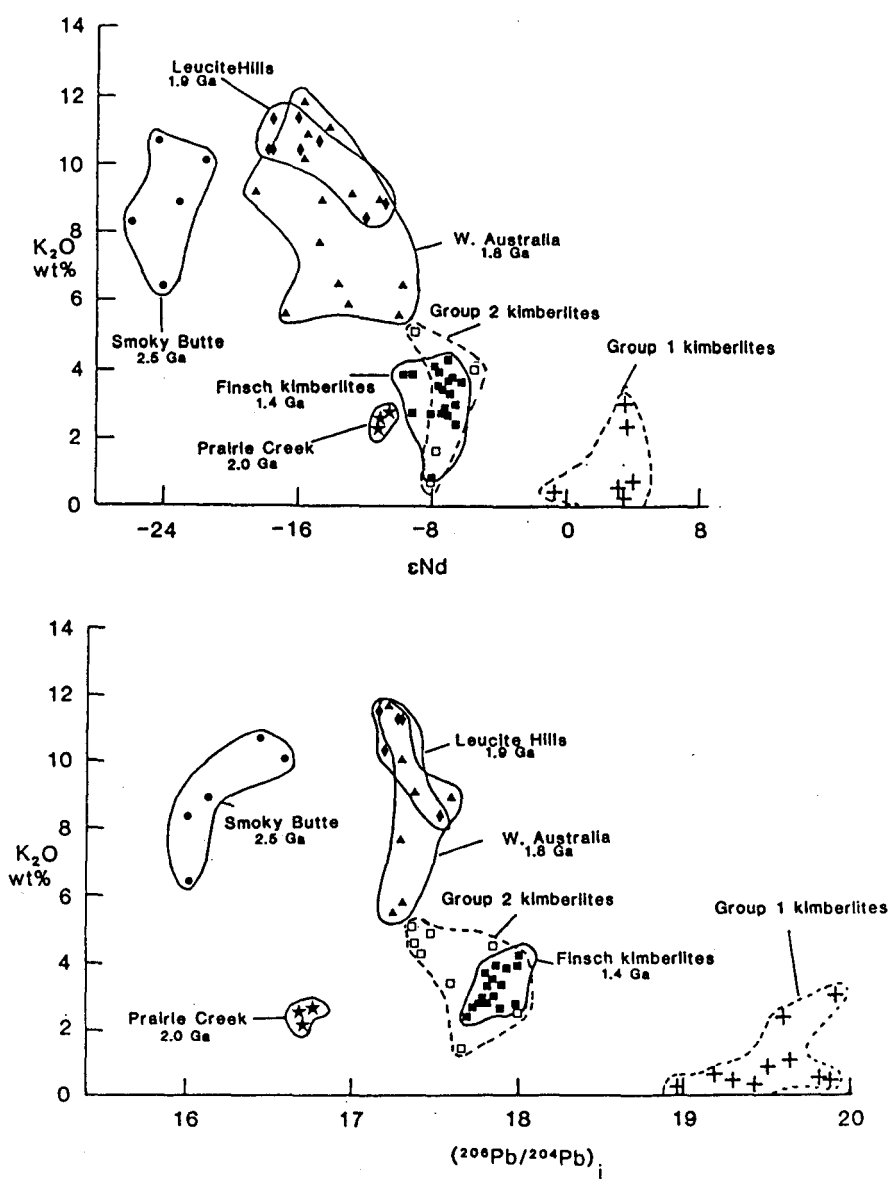 14
12
10
8
6
4
2
0
K₂O
wt%
Leucite Hills
1.9 Ga
W. Australia
1.8 Ga
Smoky Butte
2.5 Ga
Group 2 kimberlites
Group 1 kimberlites
Finsch kimberlites
1.4 Ga
Prairie Creek
2.0 Ga
−24
−16
−8
0
8
εNd
14
12
10
8
6
4
2
0
K₂O
wt%
Leucite Hills
1.9 Ga
Smoky Butte
2.5 Ga
W. Australia
1.8 Ga
Group 2 kimberlites
Group 1 kimberlites
Finsch kimberlites
1.4 Ga
Prairie Creek
2.0 Ga
16
17
18
19
20
(²⁰⁶Pb/²⁰⁴Pb)ᵢ